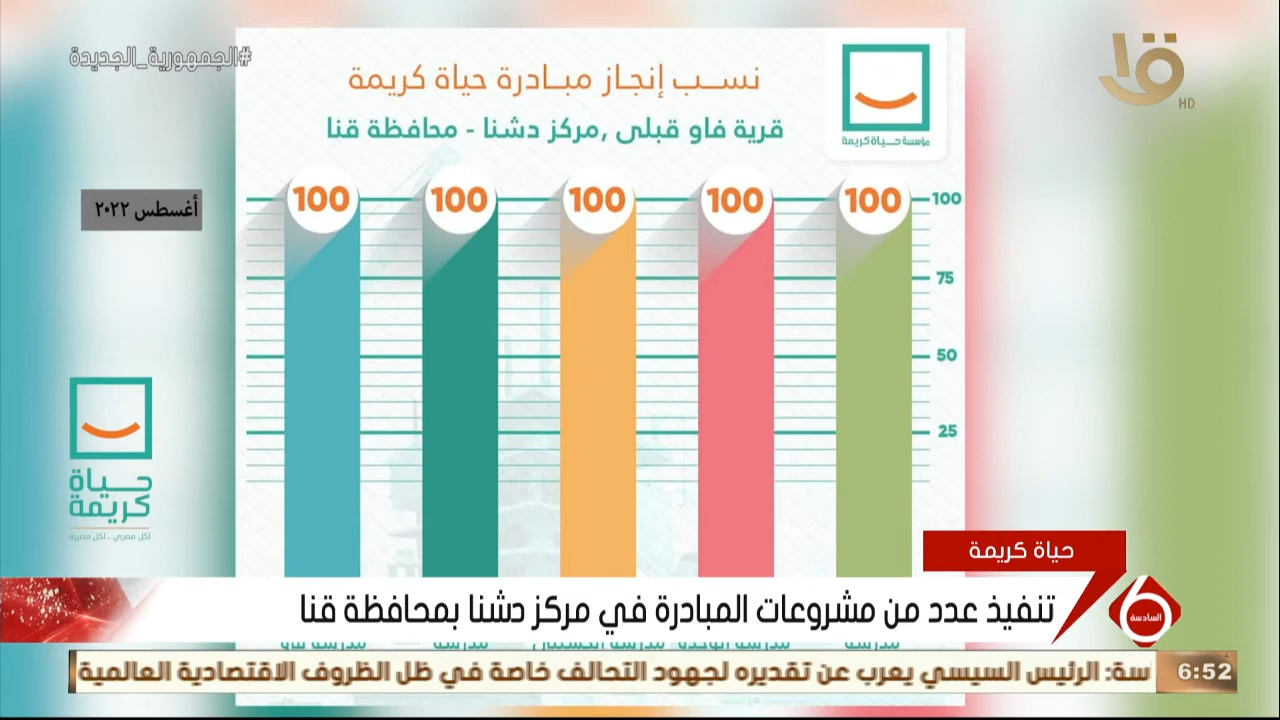 #الجمهورية_الجديدة
HD
نسب إنجاز مبادرة حياة كريمة
قرية فاو قبلى ,مركز دشنا - محافظة قنا
مؤسسة حياة كريمة
أغسطس ٢٠٢٢
100 100 100 100 100
100
75
50
25
حياة
كريمة
لكل مصري .. لكل مصرية
حياة كريمة
السادسة
تنفيذ عدد من مشروعات المبادرة في مركز دشنا بمحافظة قنا
سة: الرئيس السيسي يعرب عن تقديره لجهود التحالف خاصة في ظل الظروف الاقتصادية العالمية
6:52